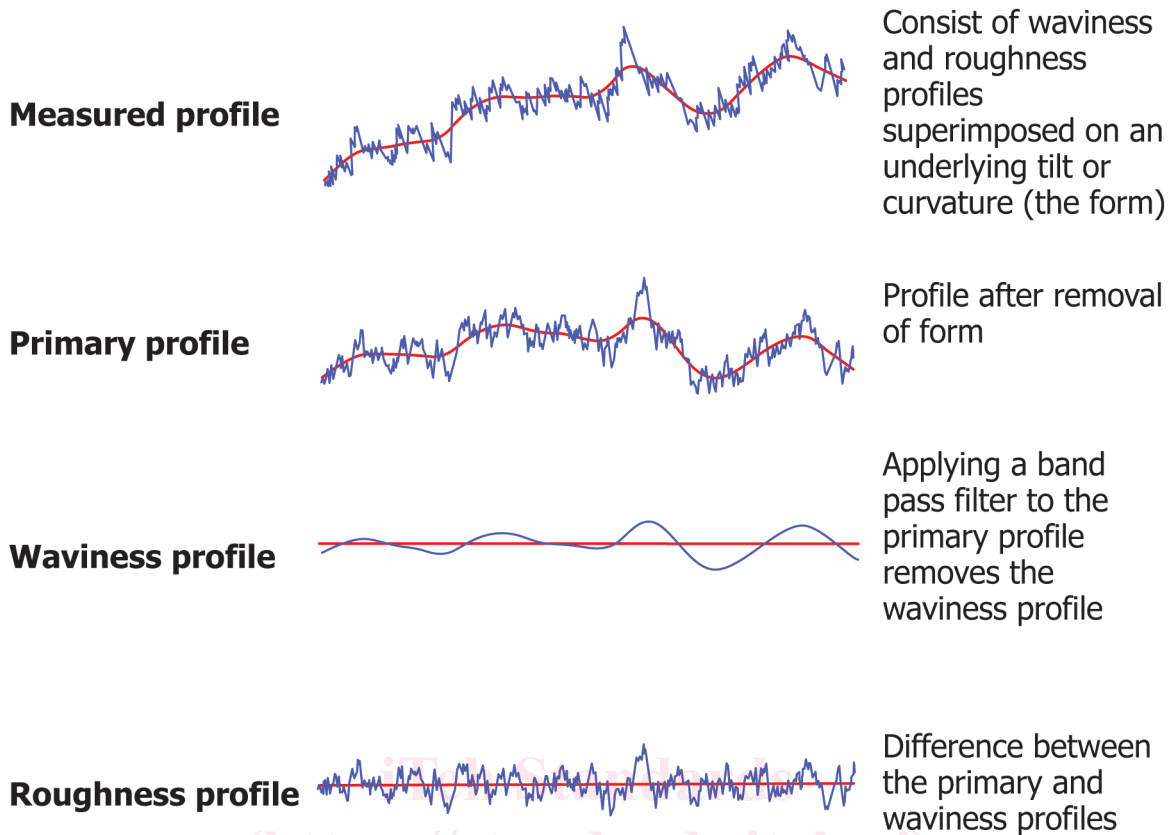 Measured profile
Consist of waviness
and roughness
profiles
superimposed on an
underlying tilt or
curvature (the form)
Primary profile
Profile after removal
of form
Waviness profile
Applying a band
pass filter to the
primary profile
removes the
waviness profile
Roughness profile
Difference between
the primary and
waviness profiles
iTeh Standards